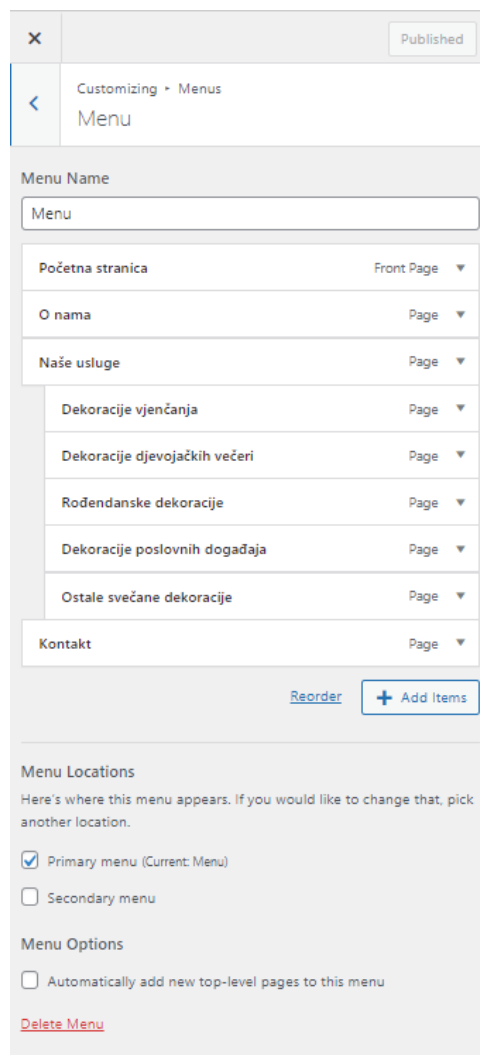 Published
Customizing ▸ Menus
Menu
Menu Name
Menu
Početna stranica Front Page
O nama Page
Naše usluge Page
Dekoracije vjenčanja Page
Dekoracije djevojačkih večeri Page
Rođendanske dekoracije Page
Dekoracije poslovnih događaja Page
Ostale svečane dekoracije Page
Kontakt Page
Reorder + Add Items
Menu Locations
Here's where this menu appears. If you would like to change that, pick
another location.
Primary menu (Current: Menu)
Secondary menu
Menu Options
Automatically add new top-level pages to this menu
Delete Menu